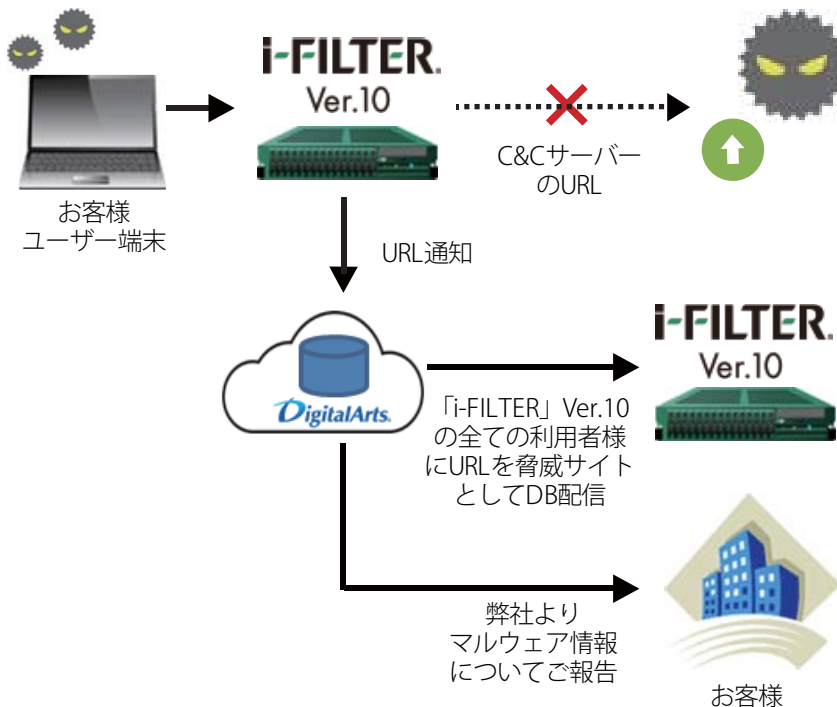 i-FILTER.
Ver.10
C&Cサーバー
のURL
お客様
ユーザー端末
URL通知
DigitalArts.
i-FILTER.
Ver.10
「i-FILTER」Ver.10
の全ての利用者様
にURLを脅威サイト
としてDB配信
弊社より
マルウェア情報
についてご報告
お客様